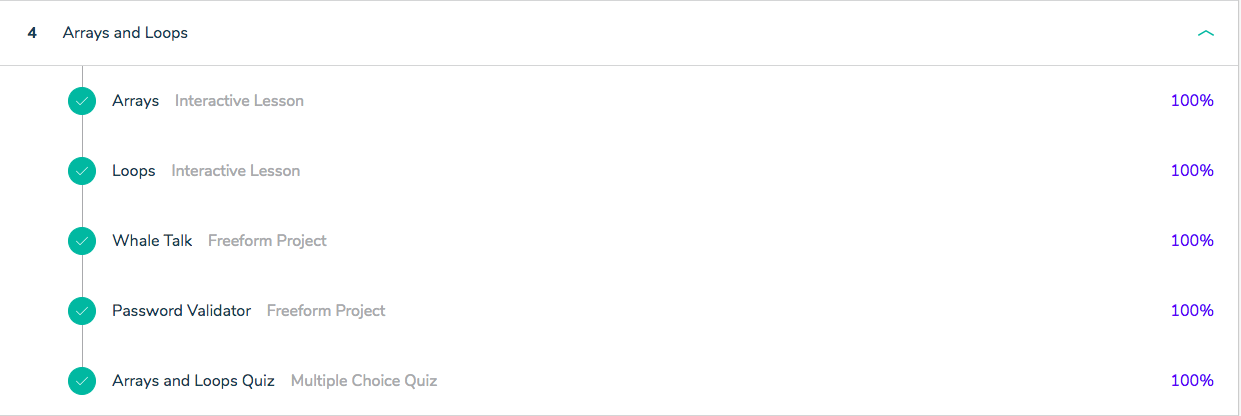 4 Arrays and Loops
Arrays Interactive Lesson 100%
Loops Interactive Lesson 100%
Whale Talk Freeform Project 100%
Password Validator Freeform Project 100%
Arrays and Loops Quiz Multiple Choice Quiz 100%